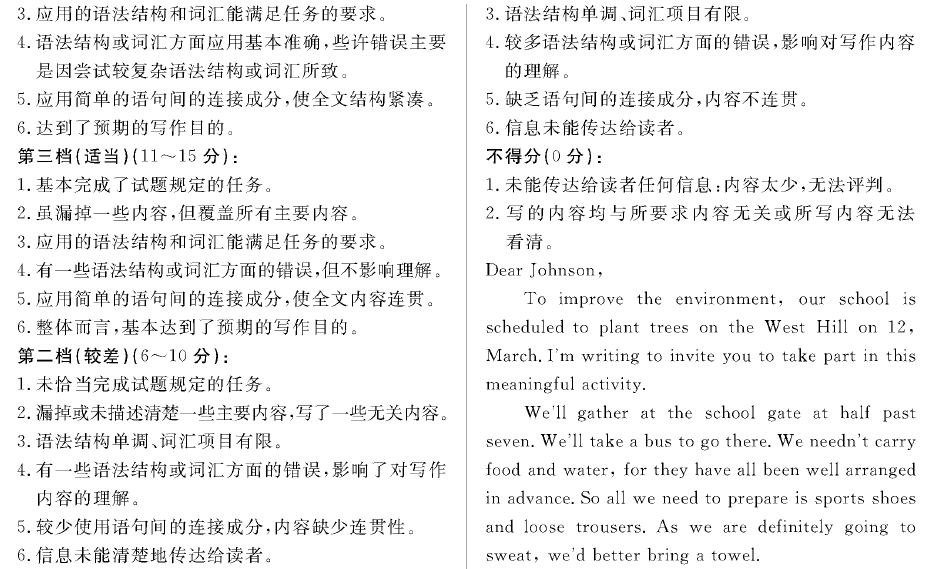 3. 应用的语法结构和词汇能满足任务的要求。
4. 语法结构或词汇方面应用基本准确,些许错误主要
是因尝试较复杂语法结构或词汇所致。
5. 应用简单的语句间的连接成分,使全文结构紧凑。
6. 达到了预期的写作目的。
第三档(适当)(11～15 分):
1. 基本完成了试题规定的任务。
2. 虽漏掉一些内容,但覆盖所有主要内容。
3. 应用的语法结构和词汇能满足任务的要求。
4. 有一些语法结构或词汇方面的错误,但不影响理解。
5. 应用简单的语句间的连接成分,使全文内容连贯。
6. 整体而言,基本达到了预期的写作目的。
第二档(较差)(6～10 分):
1. 未恰当完成试题规定的任务。
2. 漏掉或未描述清楚一些主要内容,写了一些无关内容。
3. 语法结构单调、词汇项目有限。
4. 有一些语法结构或词汇方面的错误,影响了对写作
内容的理解。
5. 较少使用语句间的连接成分,内容缺少连贯性。
6. 信息未能清楚地传达给读者。
3. 语法结构单调、词汇项目有限。
4. 较多语法结构或词汇方面的错误,影响对写作内容
的理解。
5. 缺乏语句间的连接成分,内容不连贯。
6. 信息未能传达给读者。
不得分(0 分):
1. 未能传达给读者任何信息:内容太少,无法评判。
2. 写的内容均与所要求内容无关或所写内容无法
看清。
Dear Johnson,
To improve the environment, our school is
scheduled to plant trees on the West Hill on 12,
March. I'm writing to invite you to take part in this
meaningful activity.
We'll gather at the school gate at half past
seven. We'll take a bus to go there. We needn't carry
food and water, for they have all been well arranged
in advance. So all we need to prepare is sports shoes
and loose trousers. As we are definitely going to
sweat, we'd better bring a towel.